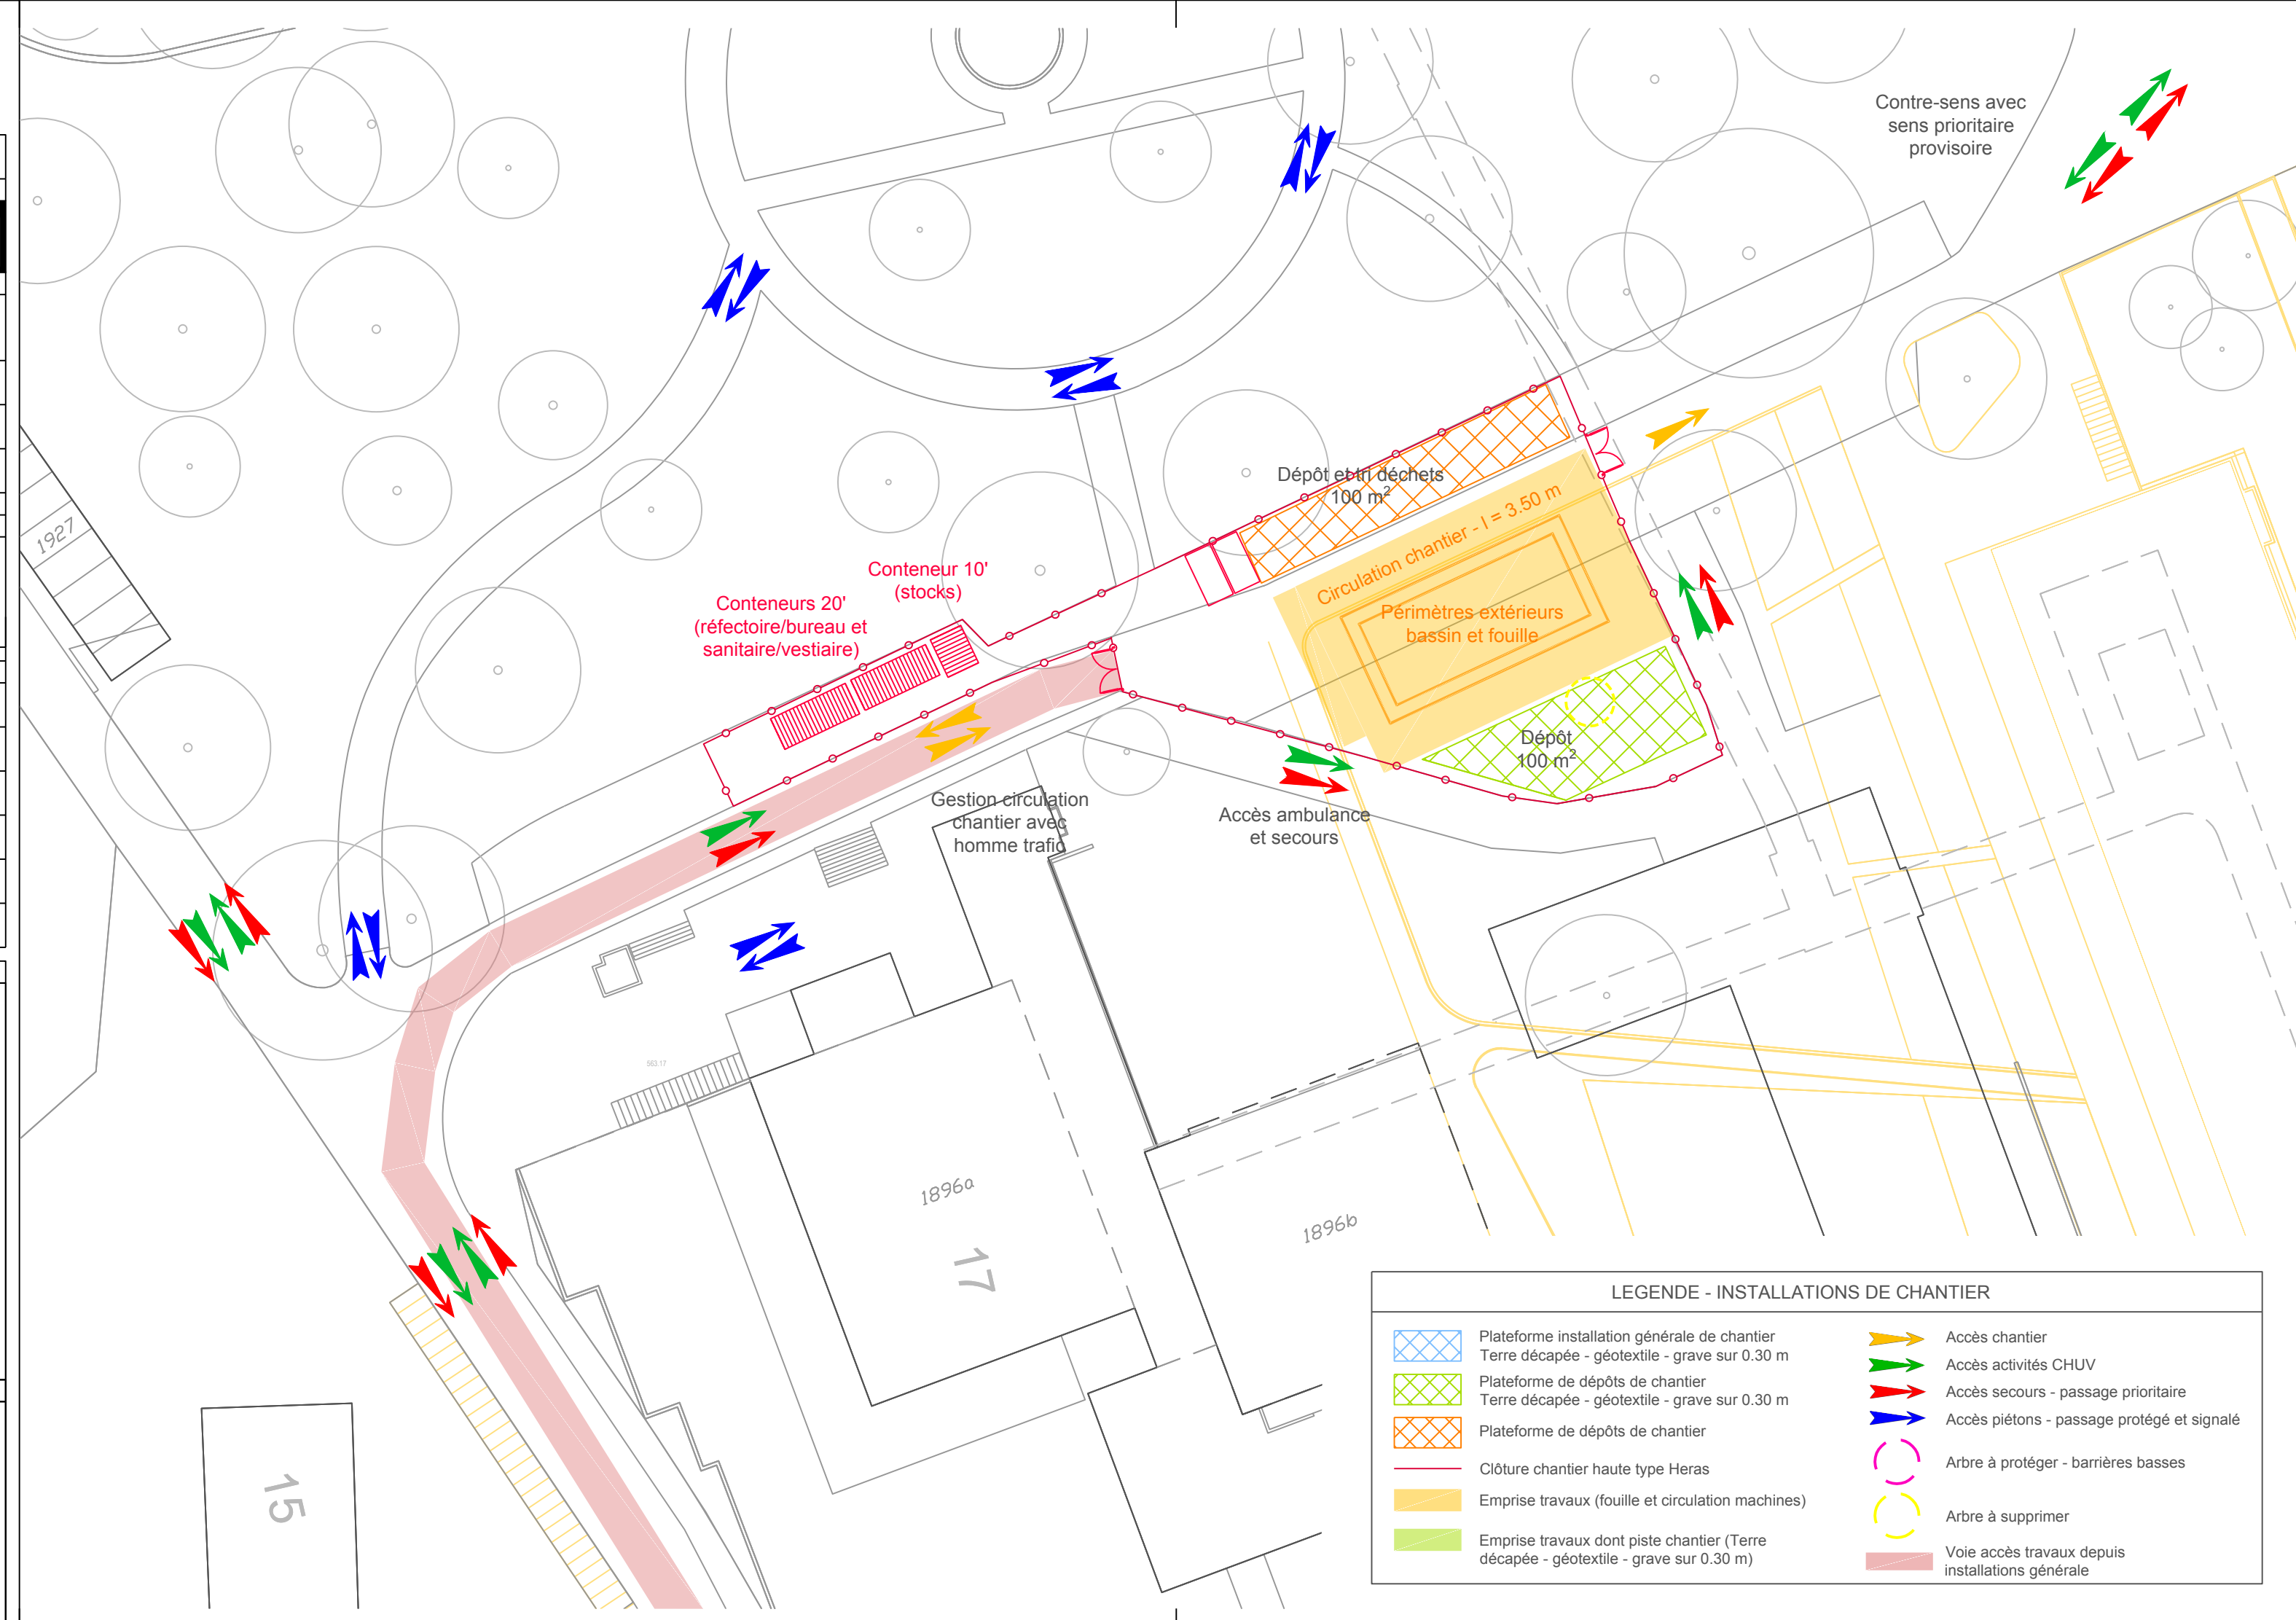 Contre-sens avec
sens prioritaire
provisoire
1927
Dépôt et tri déchets
100 m²
Circulation chantier - l = 3.50 m
Conteneur 10'
(stocks)
Conteneurs 20'
(réfectoire/bureau et
sanitaire/vestiaire)
Périmètres extérieurs
bassin et fouille
Dépôt
100 m²
Gestion circulation
chantier avec
homme trafic
Accès ambulance
et secours
563.17
1896a
17
1896b
15
LEGENDE - INSTALLATIONS DE CHANTIER
Plateforme installation générale de chantier
Terre décapée - géotextile - grave sur 0.30 m
Plateforme de dépôts de chantier
Terre décapée - géotextile - grave sur 0.30 m
Plateforme de dépôts de chantier
Clôture chantier haute type Heras
Emprise travaux (fouille et circulation machines)
Emprise travaux dont piste chantier (Terre
décapée - géotextile - grave sur 0.30 m)
Accès chantier
Accès activités CHUV
Accès secours - passage prioritaire
Accès piétons - passage protégé et signalé
Arbre à protéger - barrières basses
Arbre à supprimer
Voie accès travaux depuis
installations générale